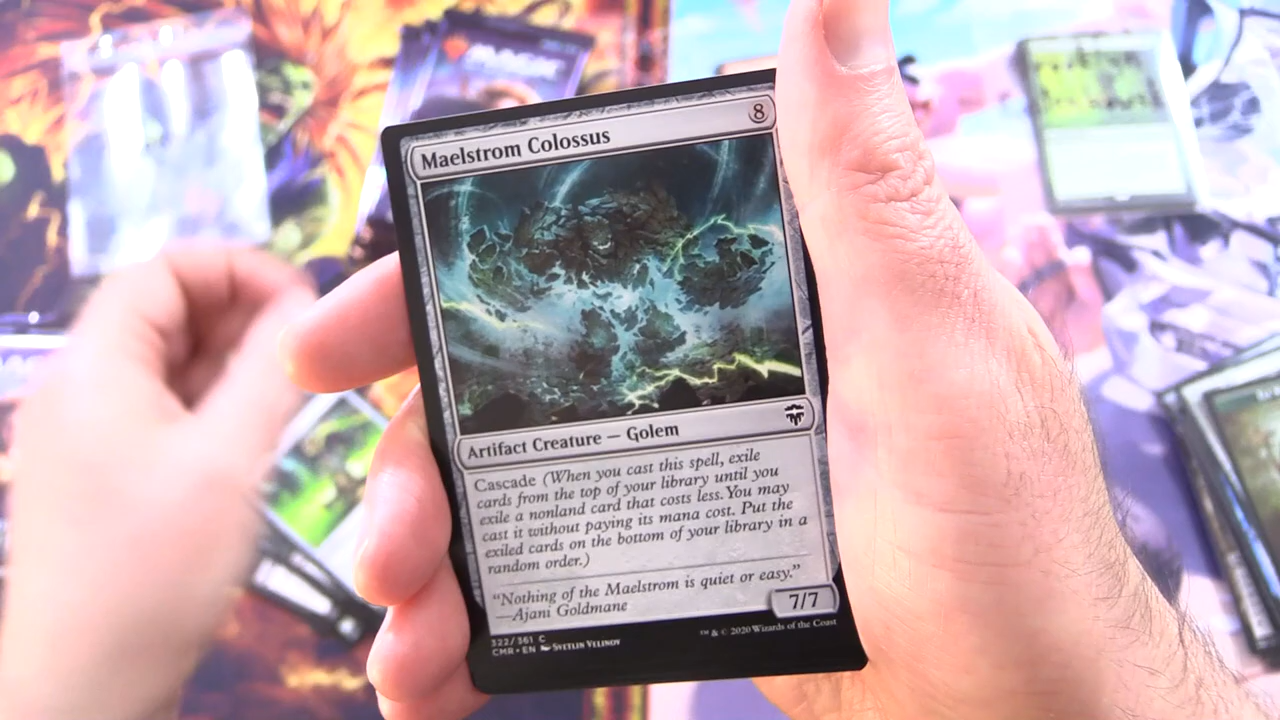 Maelstrom Colossus
8
Artifact Creature — Golem
Cascade (When you cast this spell, exile
cards from the top of your library until you
exile a nonland card that costs less. You may
cast it without paying its mana cost. Put the
exiled cards on the bottom of your library in a
random order.)
"Nothing of the Maelstrom is quiet or easy."
—Ajani Goldmane
7/7
322/361 C
CMR • EN Svetlin Velinov
™ & © 2020 Wizards of the Coast